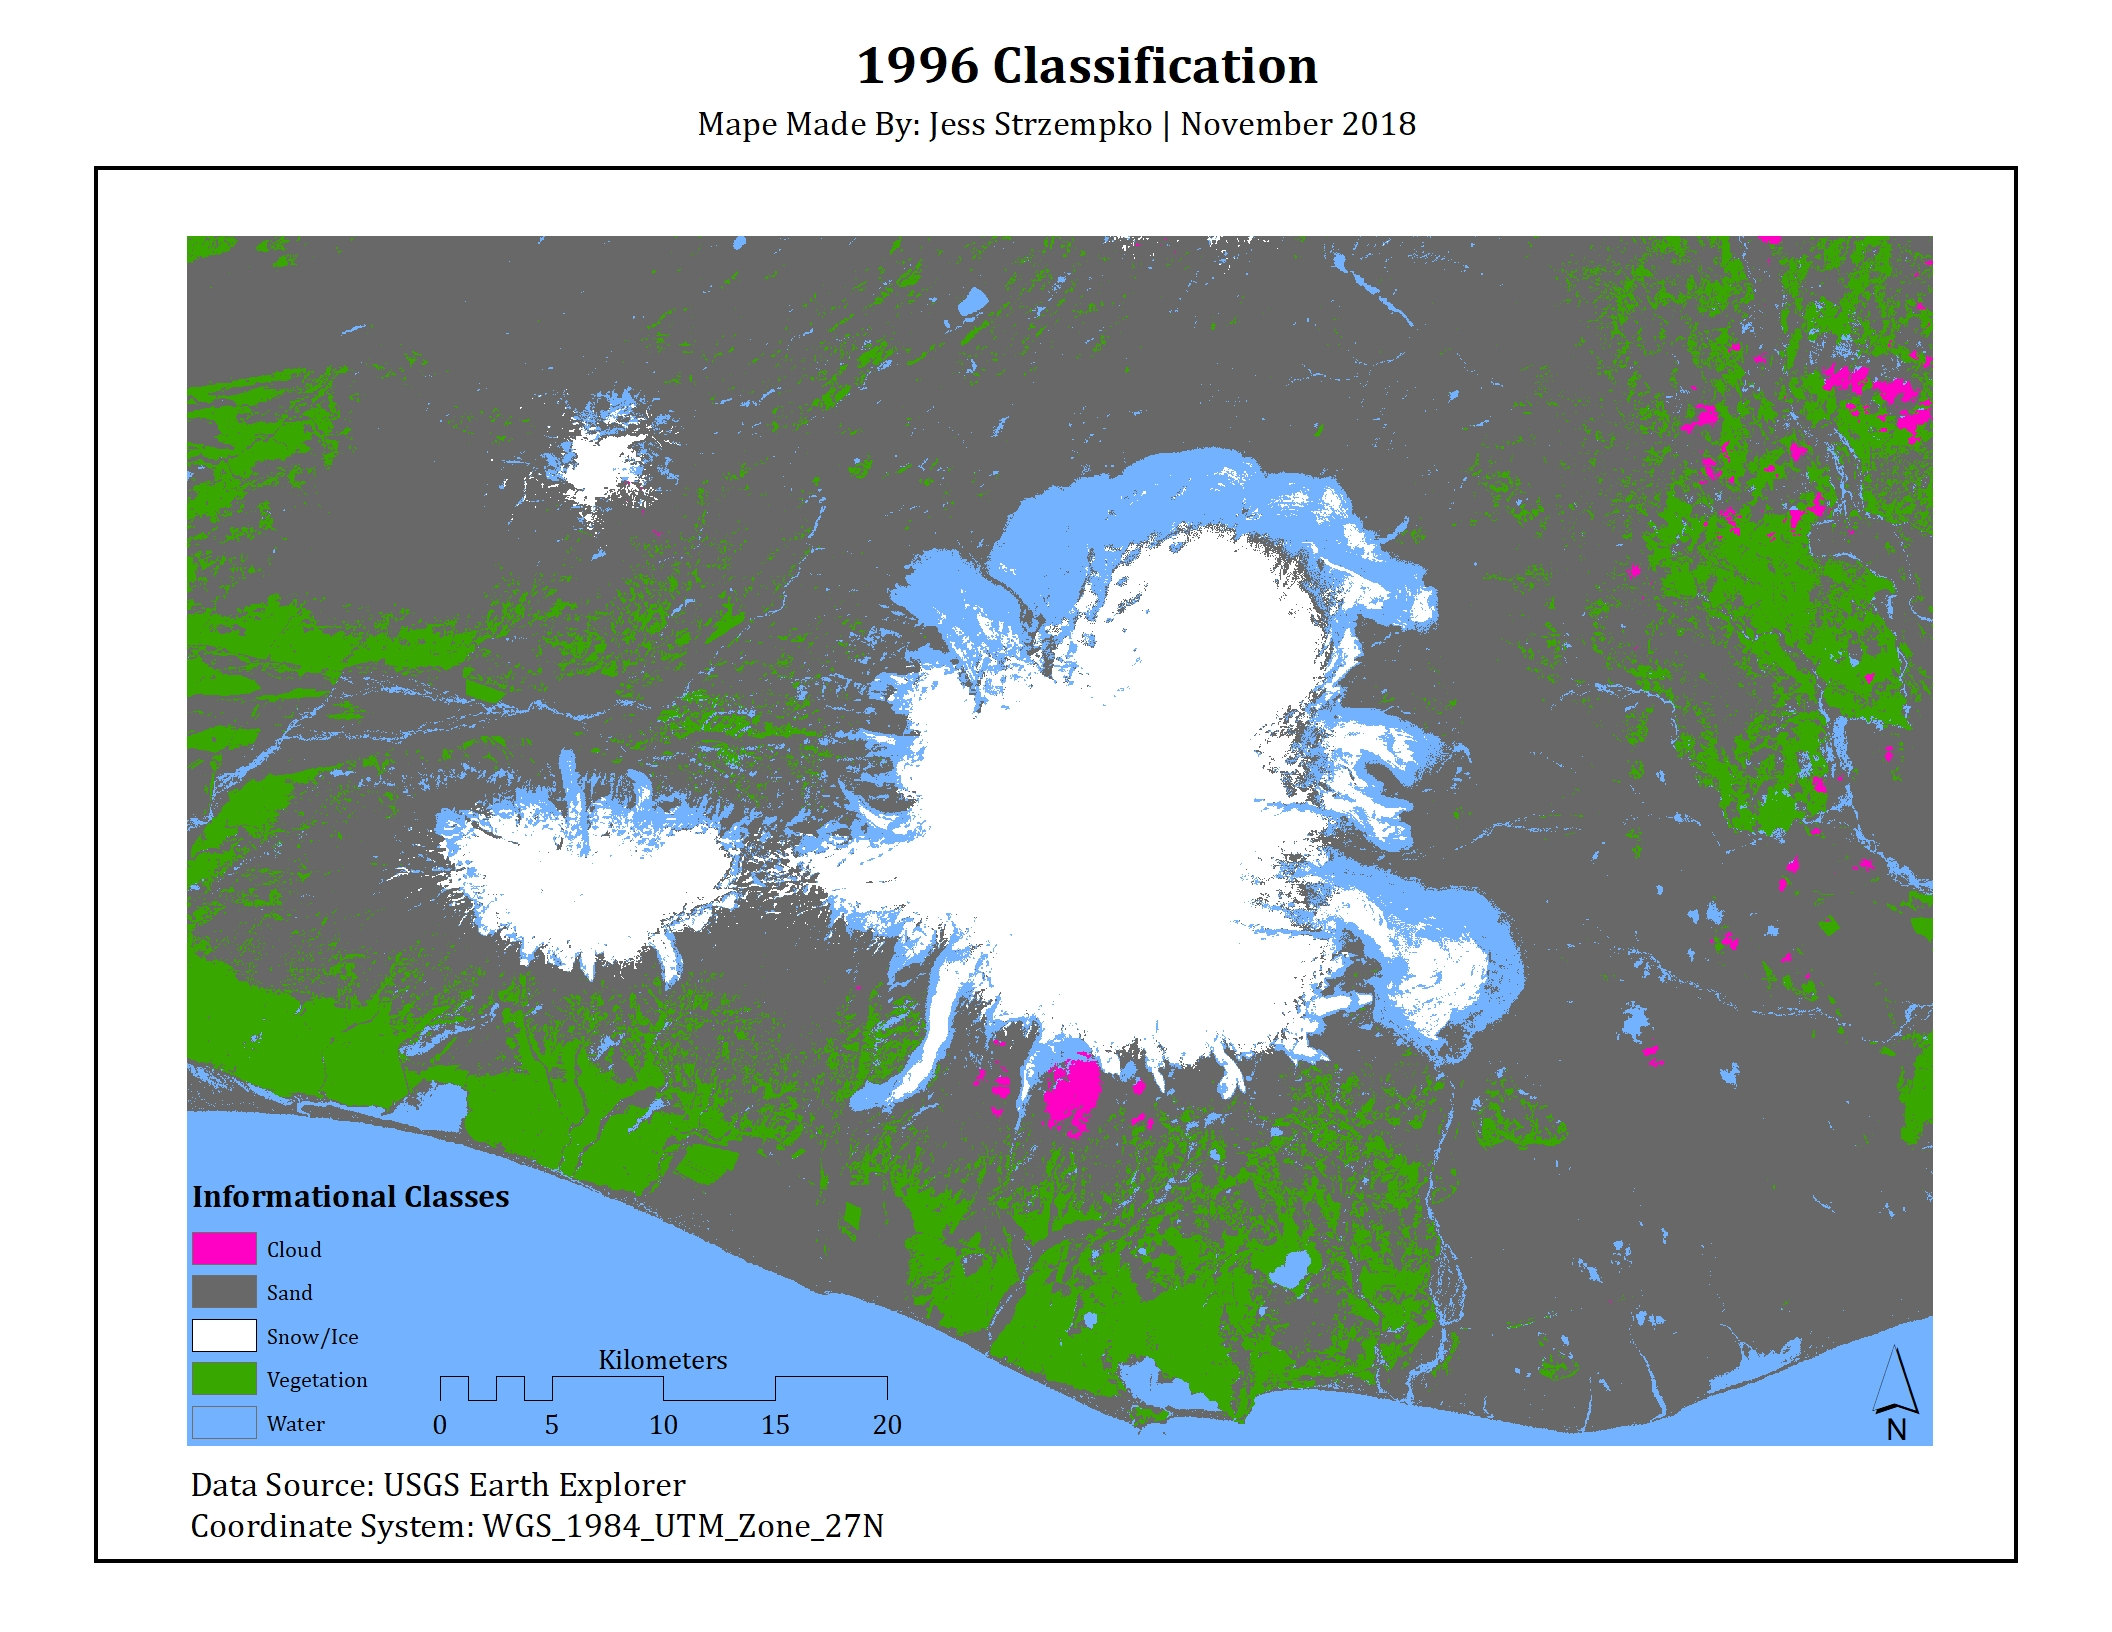 1996 Classification
Mape Made By: Jess Strzempko | November 2018
Informational Classes
Cloud
Sand
Snow/Ice
Vegetation
Water
Kilometers
0 5 10 15 20
N
Data Source: USGS Earth Explorer
Coordinate System: WGS_1984_UTM_Zone_27N